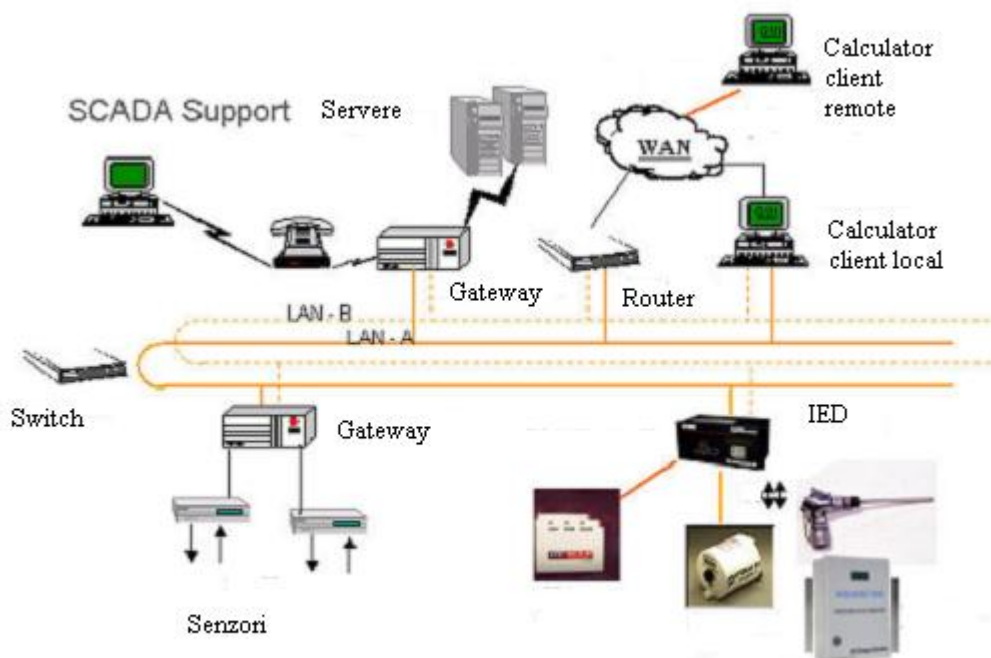 Calculator
client
remote
SCADA Support
Servere
WAN
Calculator
client local
Gateway
Router
LAN - B
LAN - A
Switch
Gateway
IED
Senzori